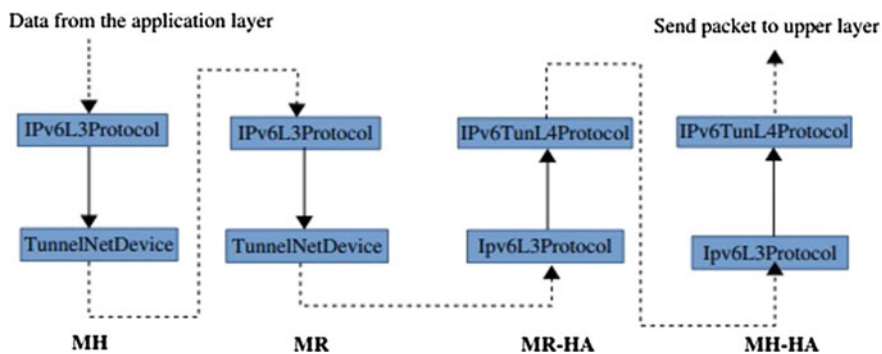 Data from the application layer
Send packet to upper layer
IPv6L3Protocol
IPv6L3Protocol
IPv6TunL4Protocol
IPv6TunL4Protocol
TunnelNetDevice
TunnelNetDevice
Ipv6L3Protocol
Ipv6L3Protocol
MH
MR
MR-HA
MH-HA